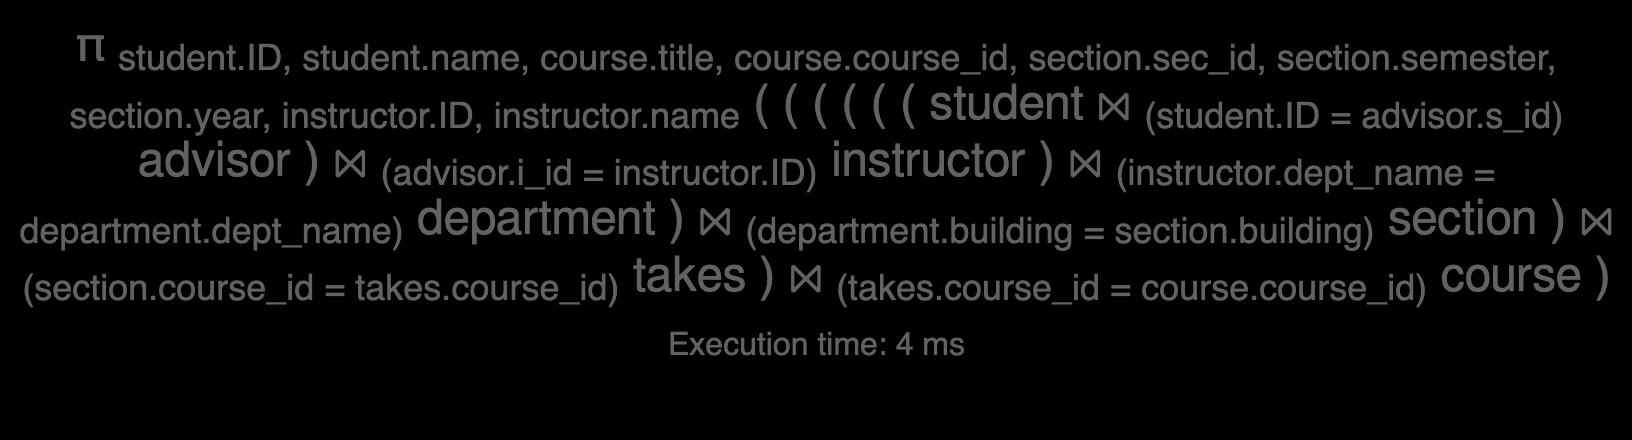 π student.ID, student.name, course.title, course.course_id, section.sec_id, section.semester,
section.year, instructor.ID, instructor.name ( ( ( ( ( ( student ⋈ (student.ID = advisor.s_id)
advisor ) ⋈ (advisor.i_id = instructor.ID) instructor ) ⋈ (instructor.dept_name =
department.dept_name) department ) ⋈ (department.building = section.building) section ) ⋈
(section.course_id = takes.course_id) takes ) ⋈ (takes.course_id = course.course_id) course )
Execution time: 4 ms